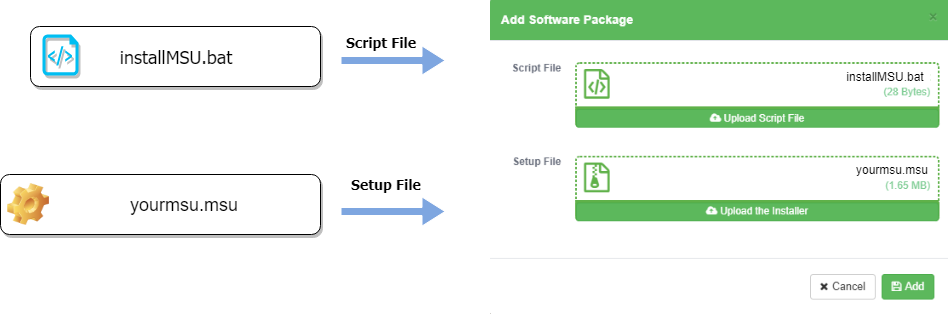 installMSU.bat
Script File
yourmsu.msu
Setup File
Add Software Package
×
Script File
installMSU.bat
(28 Bytes)
Upload Script File
Setup File
yourmsu.msu
(1.65 MB)
Upload the Installer
Cancel
Add